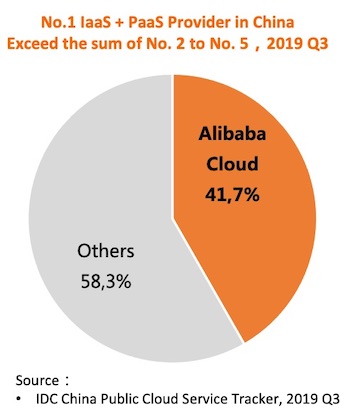 No.1 IaaS + PaaS Provider in China
Exceed the sum of No. 2 to No. 5，2019 Q3
Alibaba
Cloud
41,7%
Others
58,3%
Source：
• IDC China Public Cloud Service Tracker, 2019 Q3